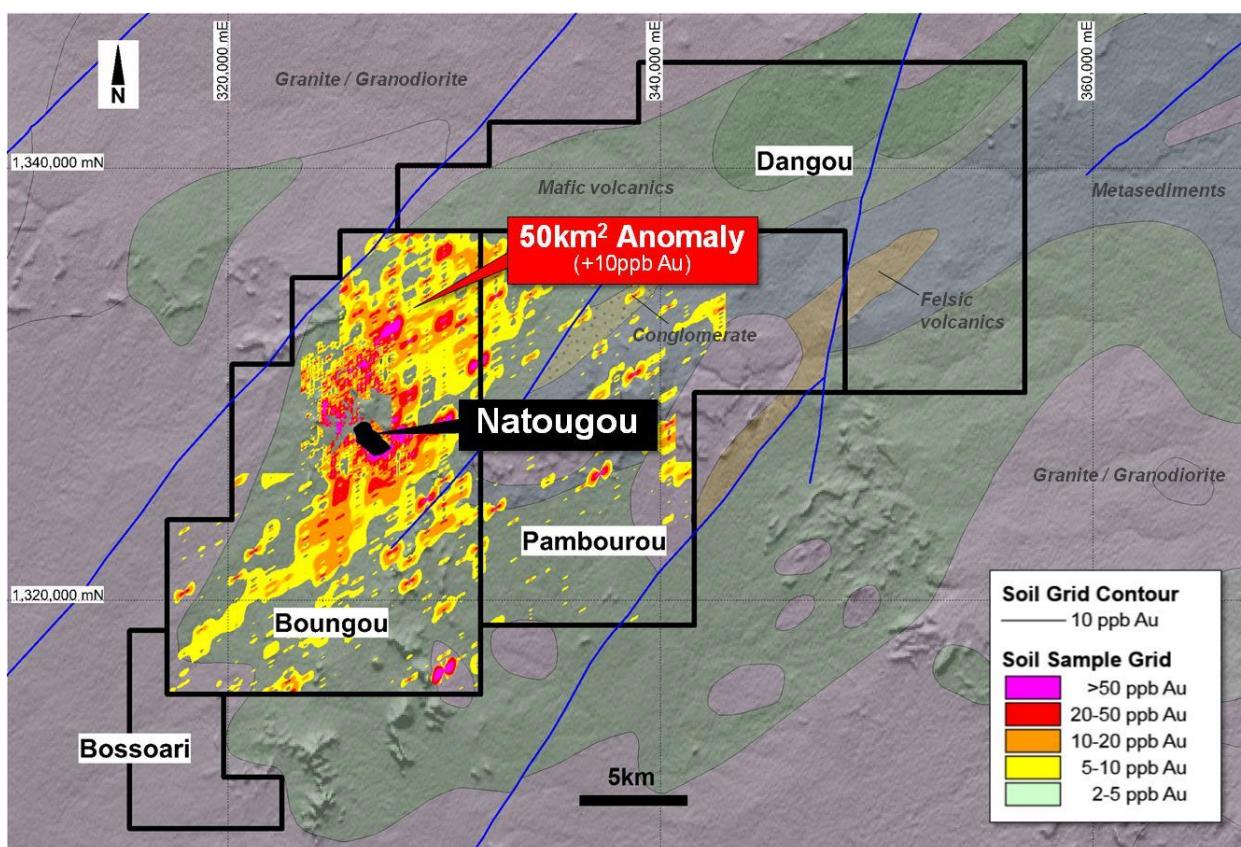 320,000 mE
340,000 mE
360,000 mE
N
Granite / Granodiorite
1,340,000 mN
Dangou
Mafic volcanics
Metasediments
50km² Anomaly
(+10ppb Au)
Felsic
volcanics
Conglomerate
Natougou
Granite / Granodiorite
Pambourou
1,320,000 mN
Boungou
Bossoari
5km
Soil Grid Contour
10 ppb Au
Soil Sample Grid
>50 ppb Au
20-50 ppb Au
10-20 ppb Au
5-10 ppb Au
2-5 ppb Au